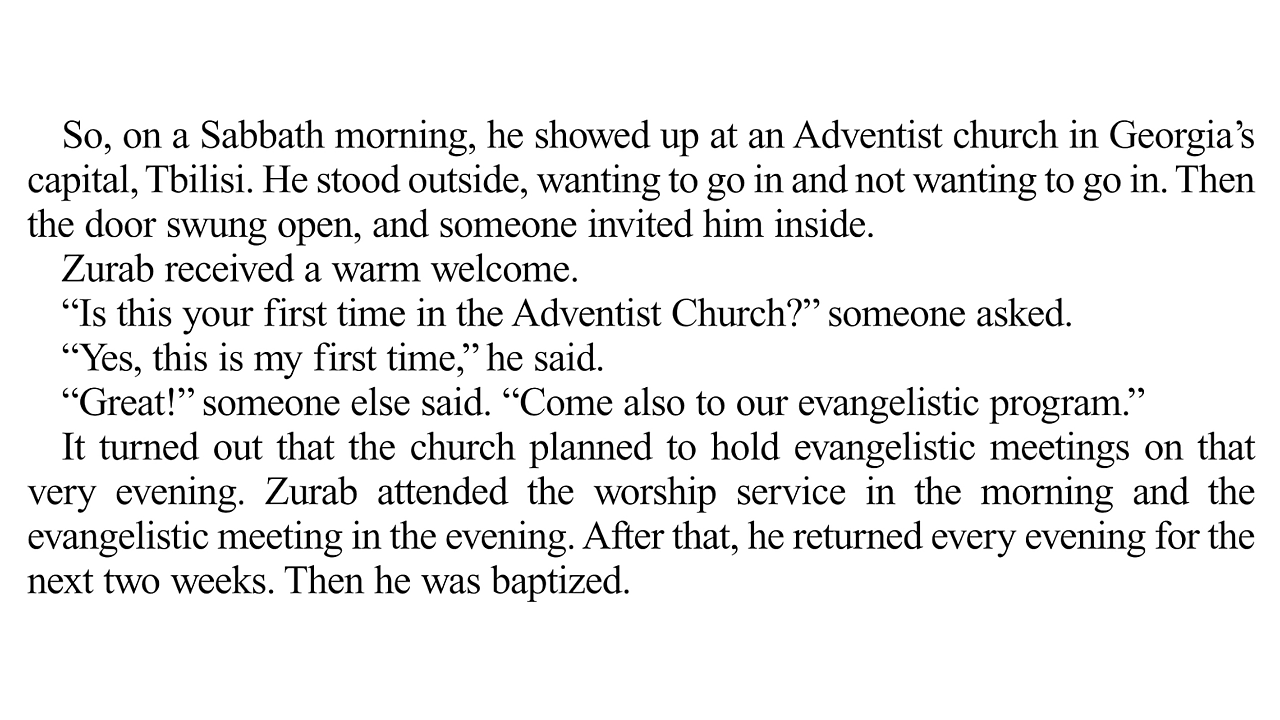 So, on a Sabbath morning, he showed up at an Adventist church in Georgia’s
capital, Tbilisi. He stood outside, wanting to go in and not wanting to go in. Then
the door swung open, and someone invited him inside.
Zurab received a warm welcome.
“Is this your first time in the Adventist Church?” someone asked.
“Yes, this is my first time,” he said.
“Great!” someone else said. “Come also to our evangelistic program.”
It turned out that the church planned to hold evangelistic meetings on that
very evening. Zurab attended the worship service in the morning and the
evangelistic meeting in the evening. After that, he returned every evening for the
next two weeks. Then he was baptized.